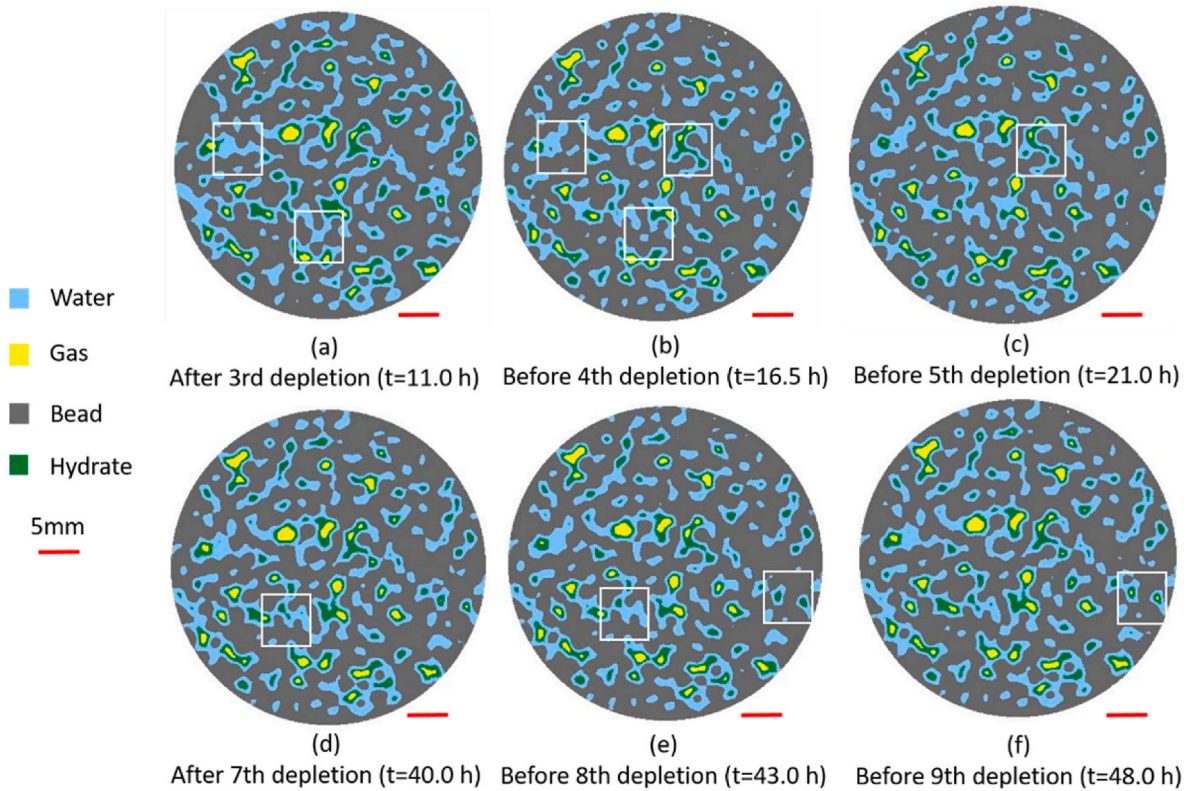 (a)
(b)
(c)
After 3rd depletion (t=11.0 h)
Before 4th depletion (t=16.5 h)
Before 5th depletion (t=21.0 h)
Water
Gas
Bead
Hydrate
5mm
(d)
(e)
(f)
After 7th depletion (t=40.0 h)
Before 8th depletion (t=43.0 h)
Before 9th depletion (t=48.0 h)